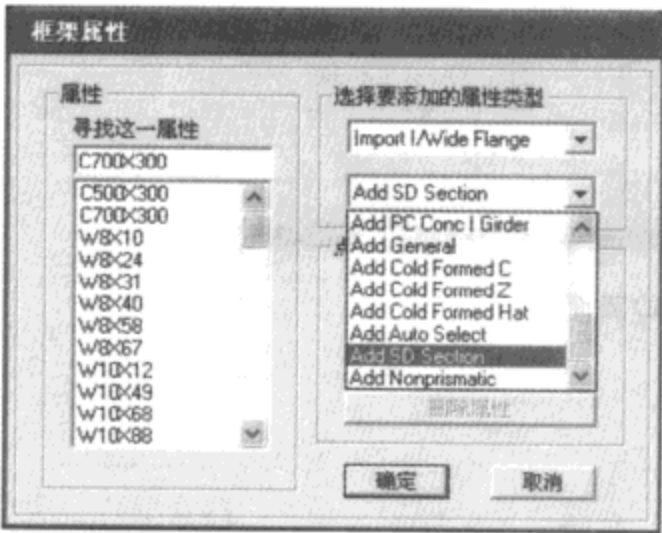 框架属性
属性
寻找这一属性
C700X300
C500X300
C700X300
W8X10
W8X24
W8X31
W8X40
W8X58
W8X67
W10X12
W10X49
W10X68
W10X88
选择要添加的属性类型
Import I/Wide Flange
Add SD Section
Add PC Conc I Girder
Add General
Add Cold Formed C
Add Cold Formed Z
Add Cold Formed Hat
Add Auto Select
Add SD Section
Add Nonprismatic
点
删除属性
确定
取消